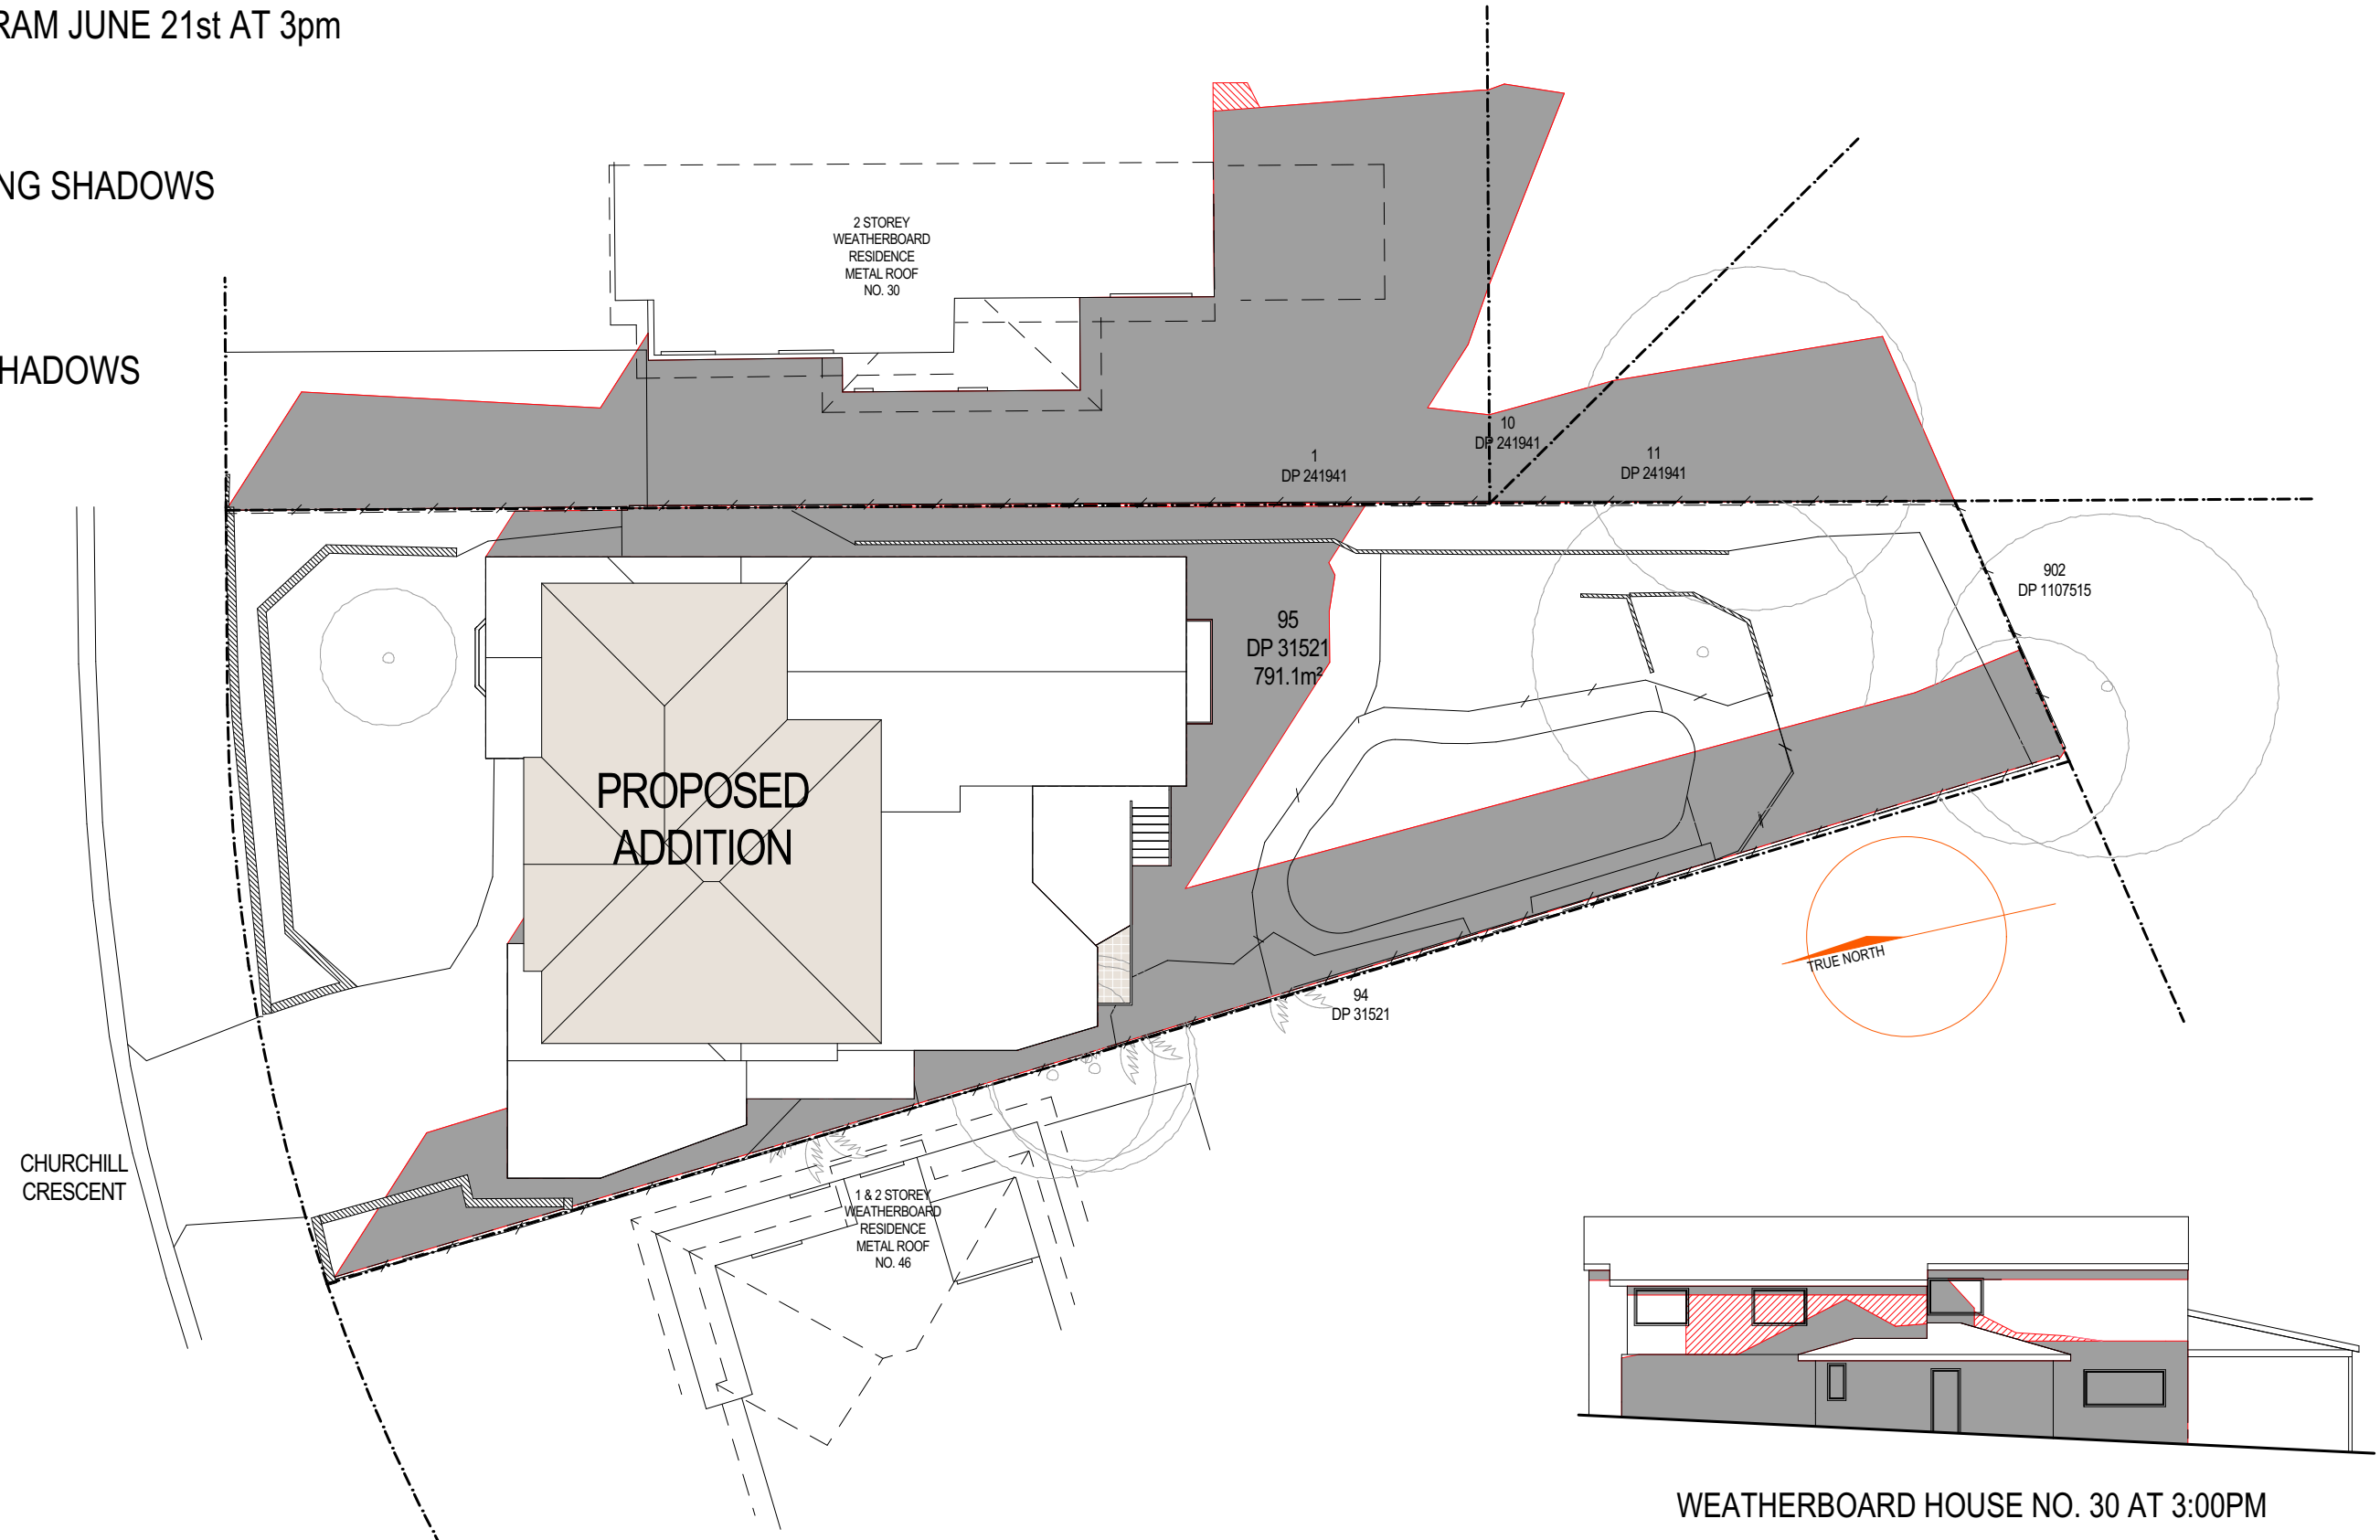 RAM JUNE 21st AT 3pm
NG SHADOWS
HADOWS
2 STOREY
WEATHERBOARD
RESIDENCE
METAL ROOF
NO. 30
10
DP 241941
1
DP 241941
11
DP 241941
902
DP 1107515
95
DP 31521
791.1m²
PROPOSED
ADDITION
TRUE NORTH
94
DP 31521
CHURCHILL
CRESCENT
1 & 2 STOREY
WEATHERBOARD
RESIDENCE
METAL ROOF
NO. 46
WEATHERBOARD HOUSE NO. 30 AT 3:00PM